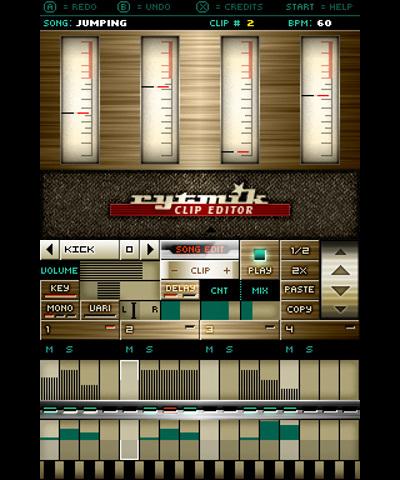 A = REDO B = UNDO X = CREDITS START = HELP
SONG: JUMPING CLIP # 2 BPM: 60
rytmik
CLIP EDITOR
KICK 0 SONG EDIT 1/2
VOLUME - CLIP + PLAY 2X
KEY DELAY CNT MIX PASTE
MONO VARI L R COPY
1 2 3 4
M S M S M S M S